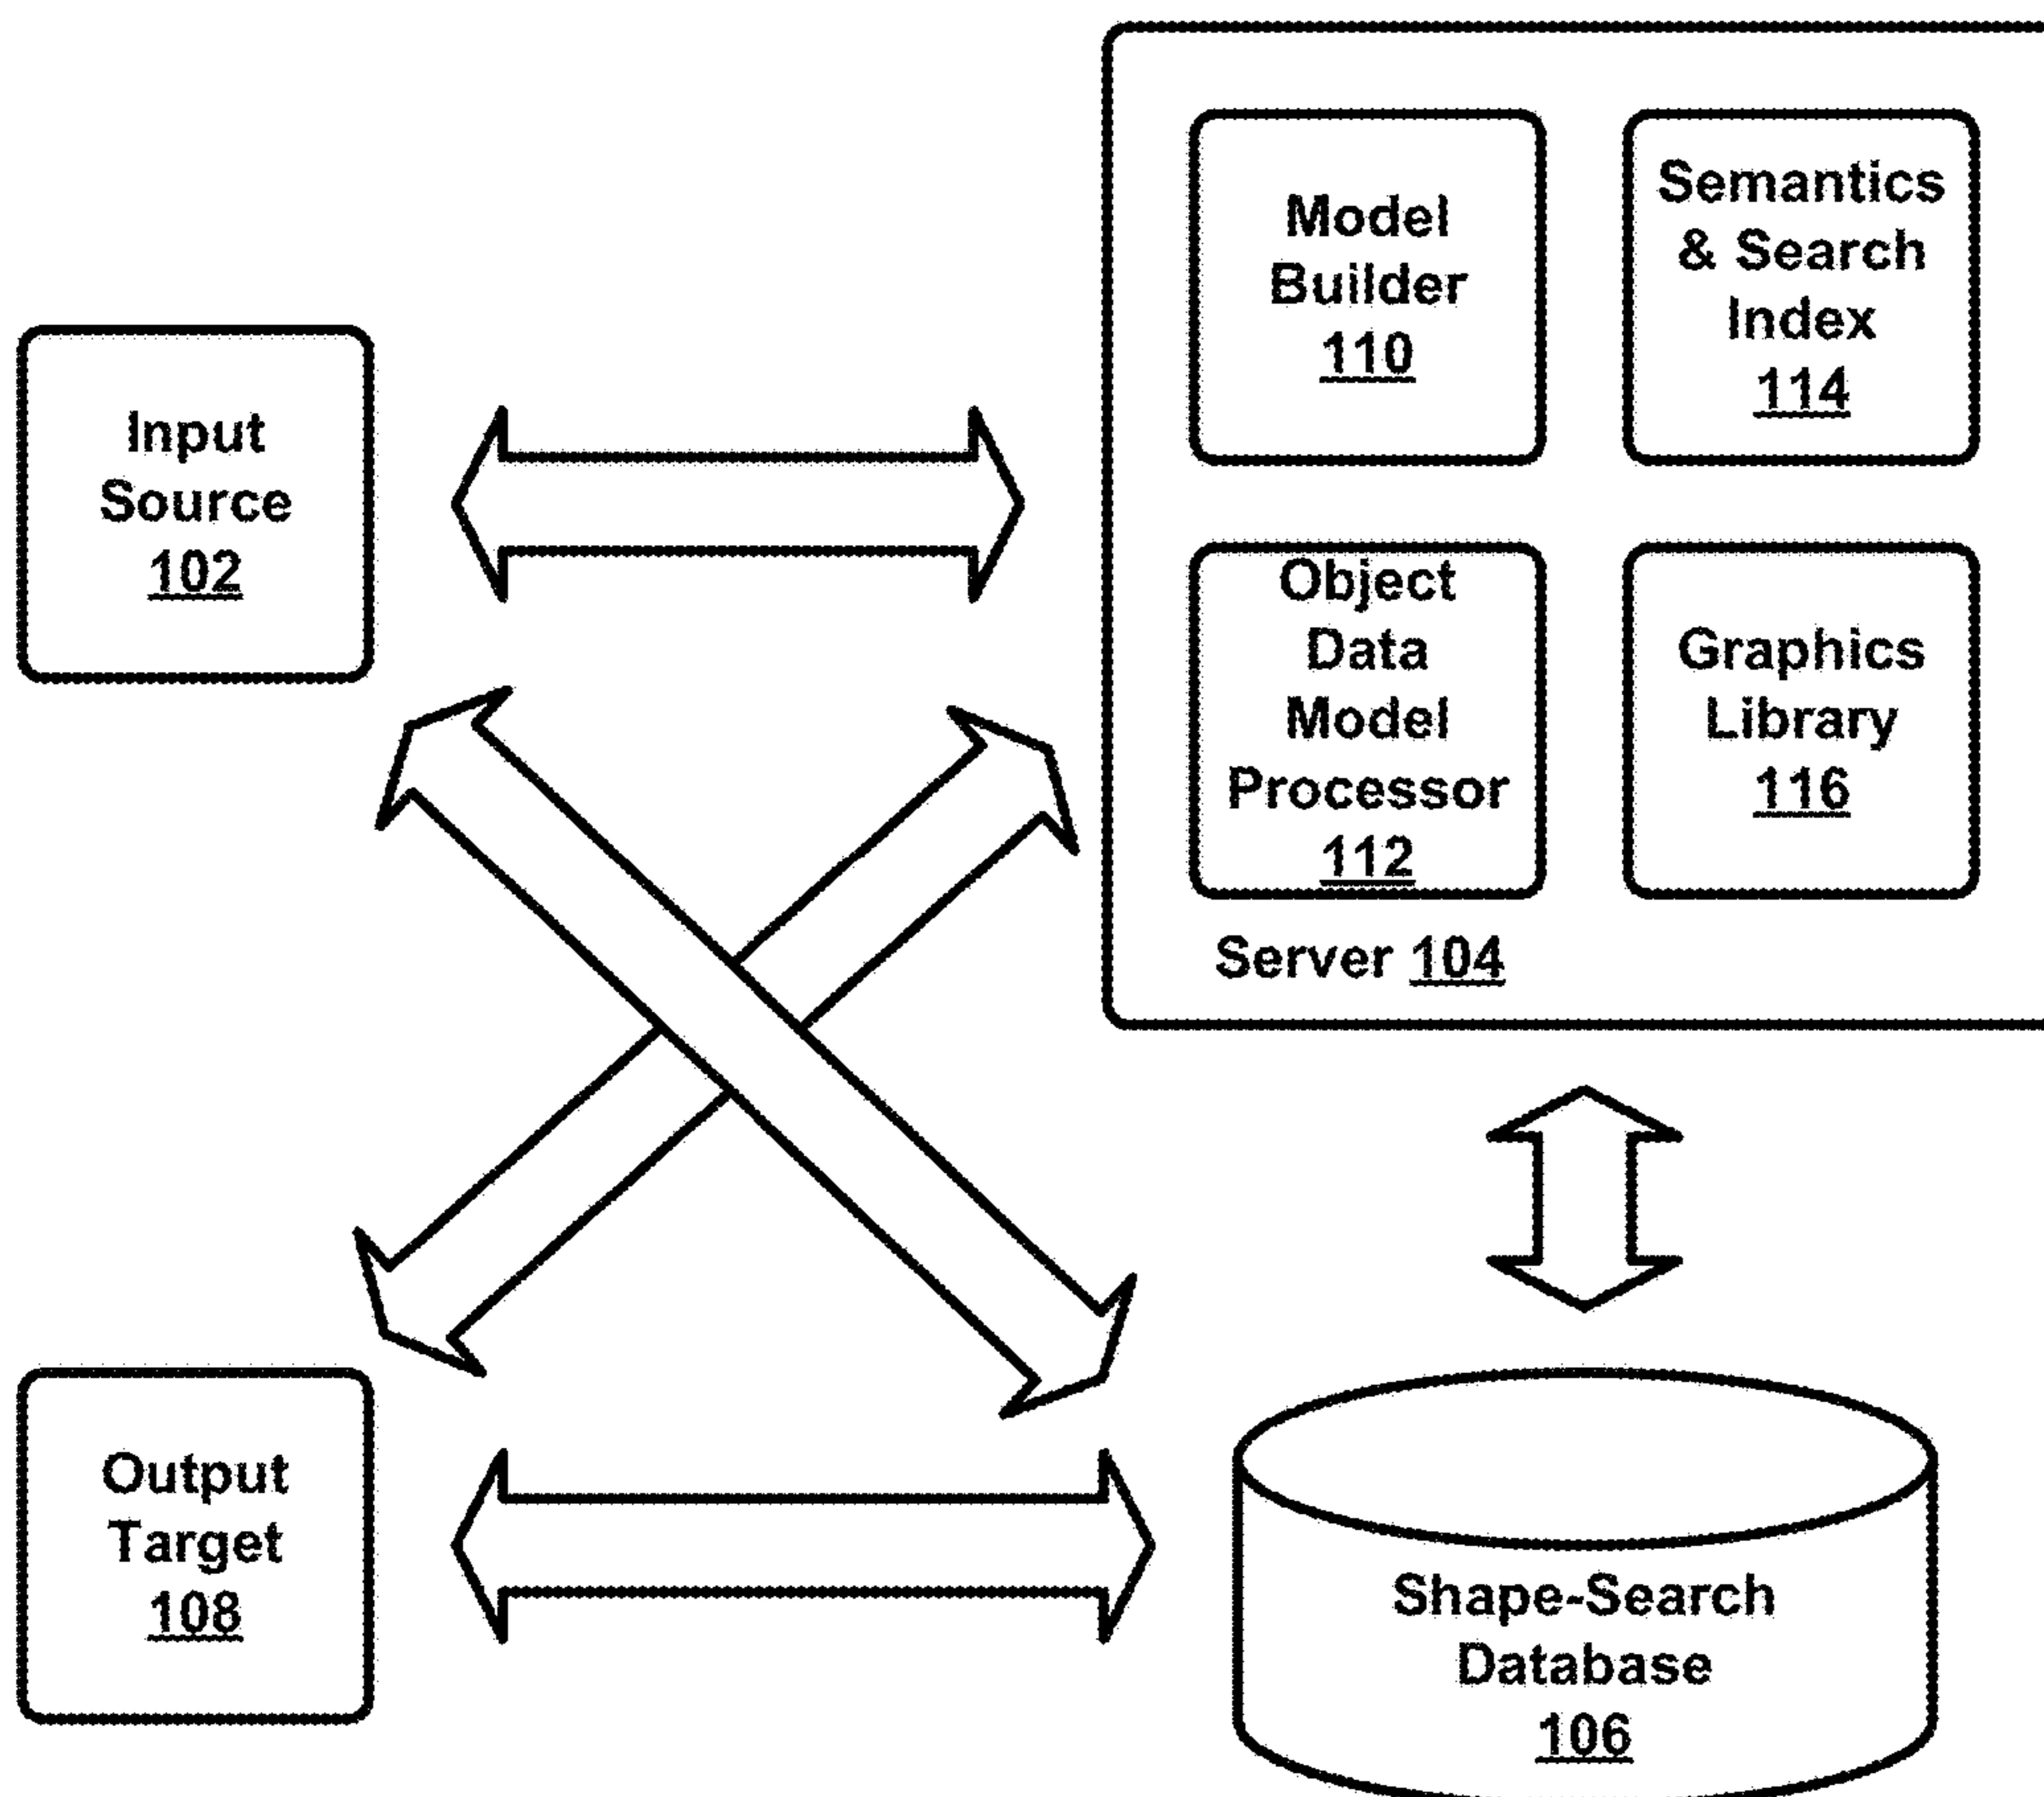 Input
Source
102
Model
Builder
110
Semantics
& Search
Index
114
Object
Data
Model
Processor
112
Graphics
Library
116
Server 104
Output
Target
108
Shape-Search
Database
106